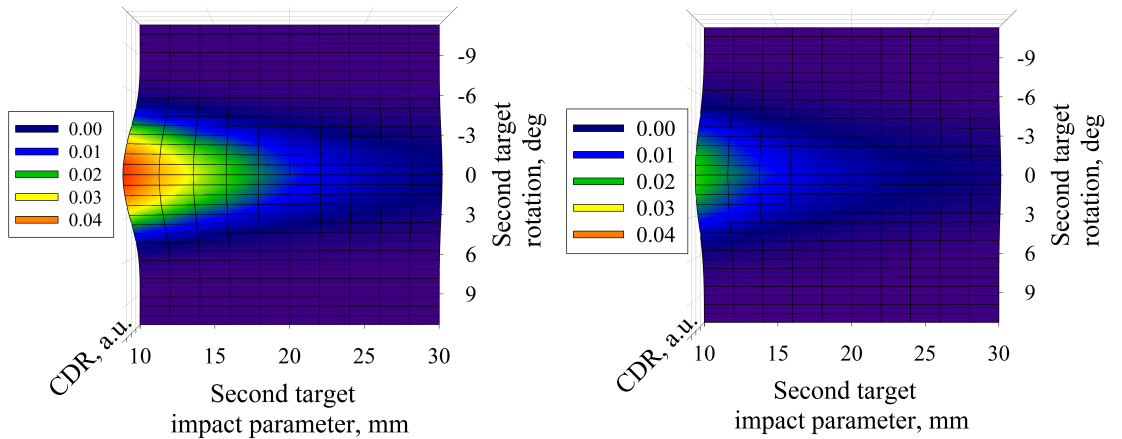 0.00
0.01
0.02
0.03
0.04
-9
-6
-3
0
3
6
9
Second target
rotation, deg
CDR, a.u.
10 15 20 25 30
Second target
impact parameter, mm
0.00
0.01
0.02
0.03
0.04
-9
-6
-3
0
3
6
9
Second target
rotation, deg
CDR, a.u.
10 15 20 25 30
Second target
impact parameter, mm